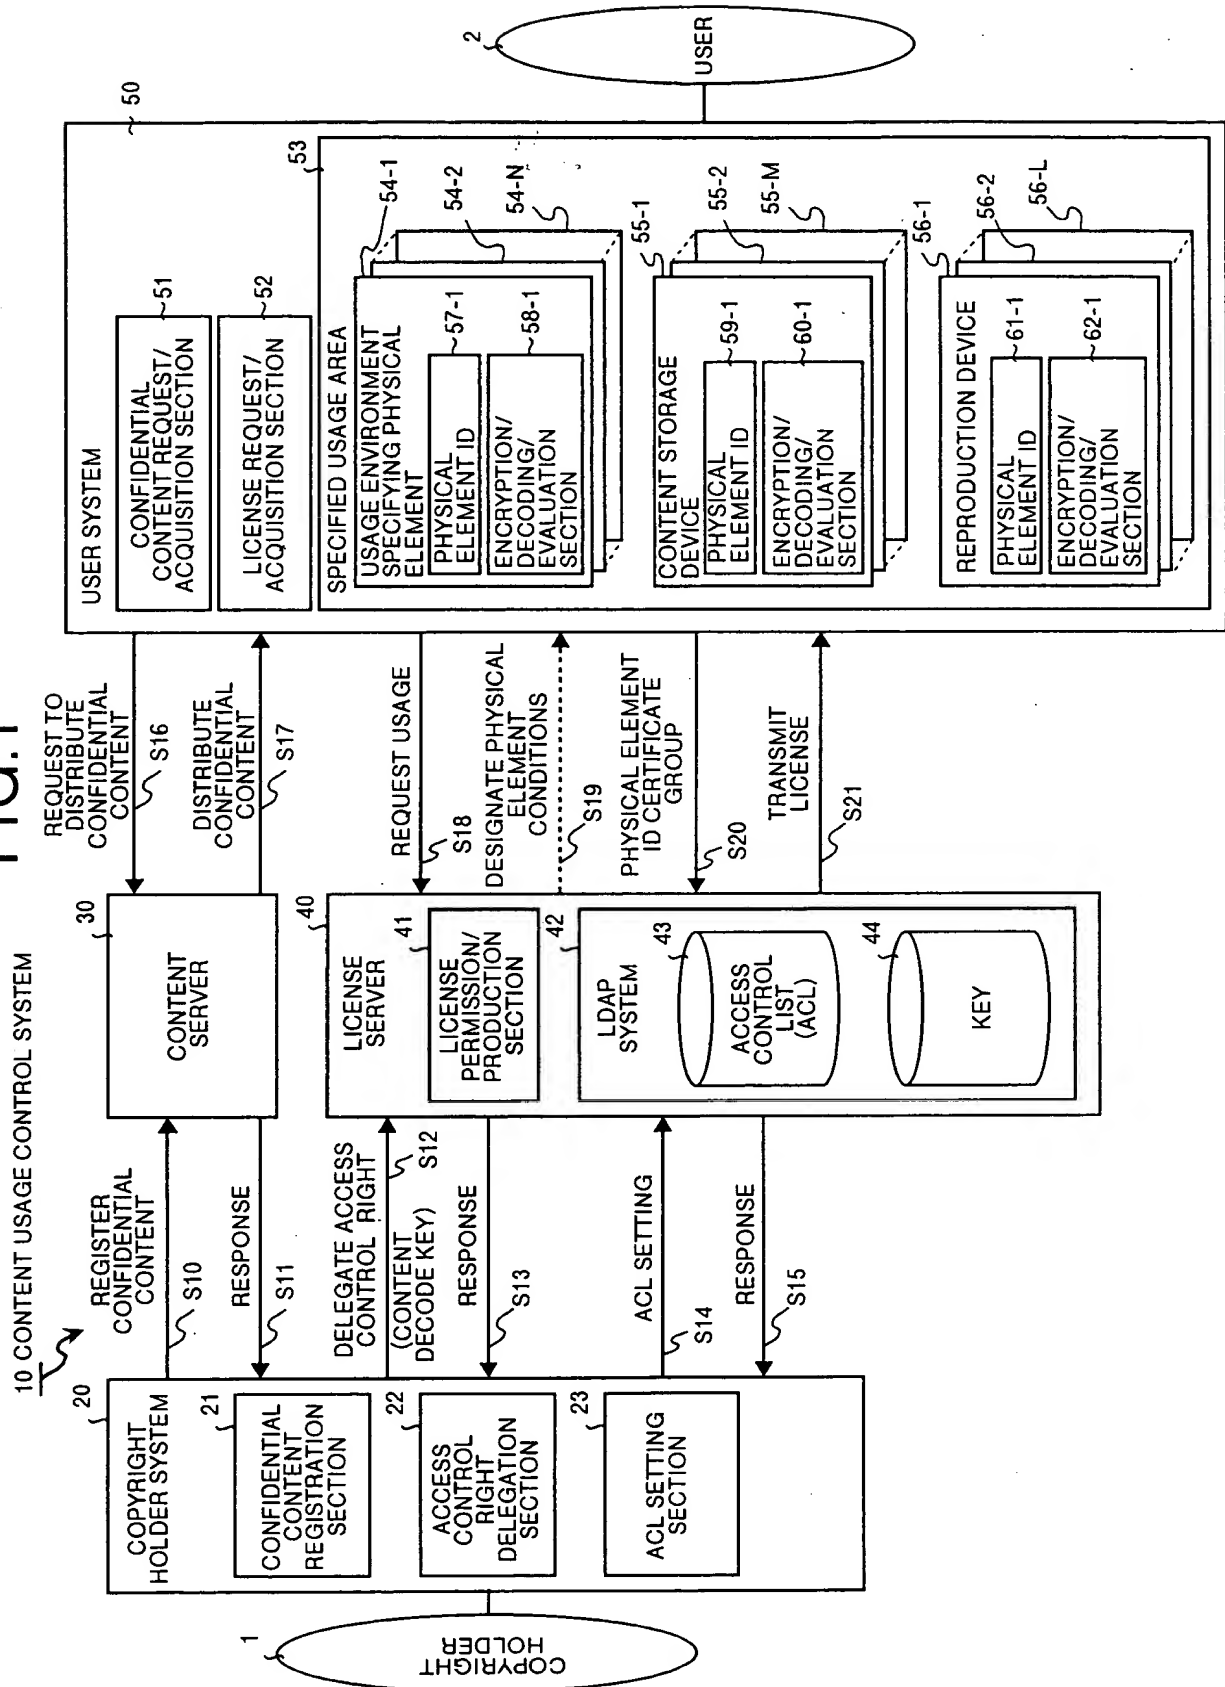 FIG.1
10 CONTENT USAGE CONTROL SYSTEM
1
COPYRIGHT
HOLDER
20
COPYRIGHT
HOLDER SYSTEM
21
CONFIDENTIAL
CONTENT
REGISTRATION
SECTION
22
ACCESS
CONTROL
RIGHT
DELEGATION
SECTION
23
ACL SETTING
SECTION
REGISTER
CONFIDENTIAL
CONTENT
S10
RESPONSE
S11
DELEGATE ACCESS
CONTROL RIGHT
S12
(CONTENT
DECODE KEY)
RESPONSE
S13
ACL SETTING
S14
RESPONSE
S15
30
CONTENT
SERVER
40
LICENSE
SERVER
41
LICENSE
PERMISSION/
PRODUCTION
SECTION
42
LDAP
SYSTEM
43
ACCESS
CONTROL
LIST
(ACL)
44
KEY
REQUEST TO
DISTRIBUTE
CONFIDENTIAL
CONTENT
S16
DISTRIBUTE
CONFIDENTIAL
CONTENT
S17
REQUEST USAGE
S18
DESIGNATE PHYSICAL
ELEMENT
CONDITIONS
S19
PHYSICAL ELEMENT
ID CERTIFICATE
GROUP
S20
TRANSMIT
LICENSE
S21
50
USER SYSTEM
CONFIDENTIAL
CONTENT REQUEST/
ACQUISITION SECTION
51
LICENSE REQUEST/
ACQUISITION SECTION
52
53
SPECIFIED USAGE AREA
USAGE ENVIRONMENT
SPECIFYING PHYSICAL
ELEMENT
54-1
54-2
54-N
PHYSICAL
ELEMENT ID
57-1
ENCRYPTION/
DECODING/
EVALUATION
SECTION
58-1
CONTENT STORAGE
DEVICE
55-1
55-2
55-M
PHYSICAL
ELEMENT ID
59-1
ENCRYPTION/
DECODING/
EVALUATION
SECTION
60-1
REPRODUCTION DEVICE
56-1
56-2
56-L
PHYSICAL
ELEMENT ID
61-1
ENCRYPTION/
DECODING/
EVALUATION
SECTION
62-1
2
USER